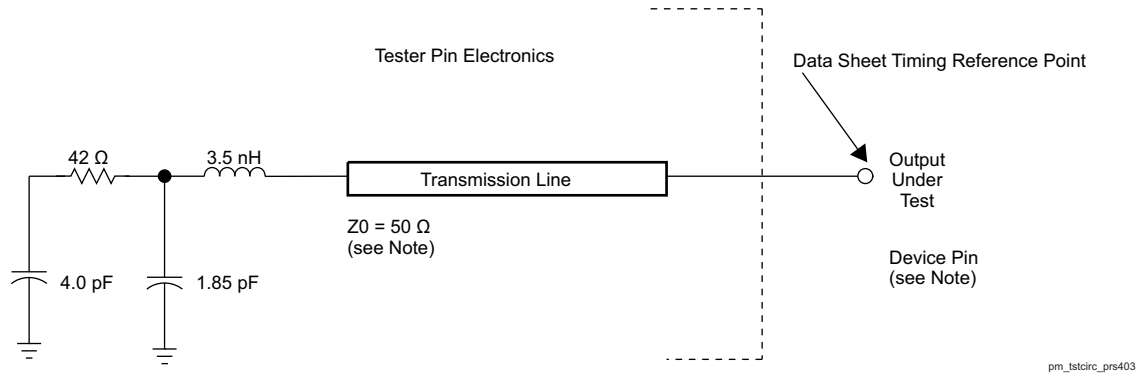 Tester Pin Electronics
Data Sheet Timing Reference Point
42 Ω
3.5 nH
Transmission Line
Output
Under
Test
Z0 = 50 Ω
(see Note)
Device Pin
(see Note)
4.0 pF
1.85 pF
pm_tstcirc_prs403